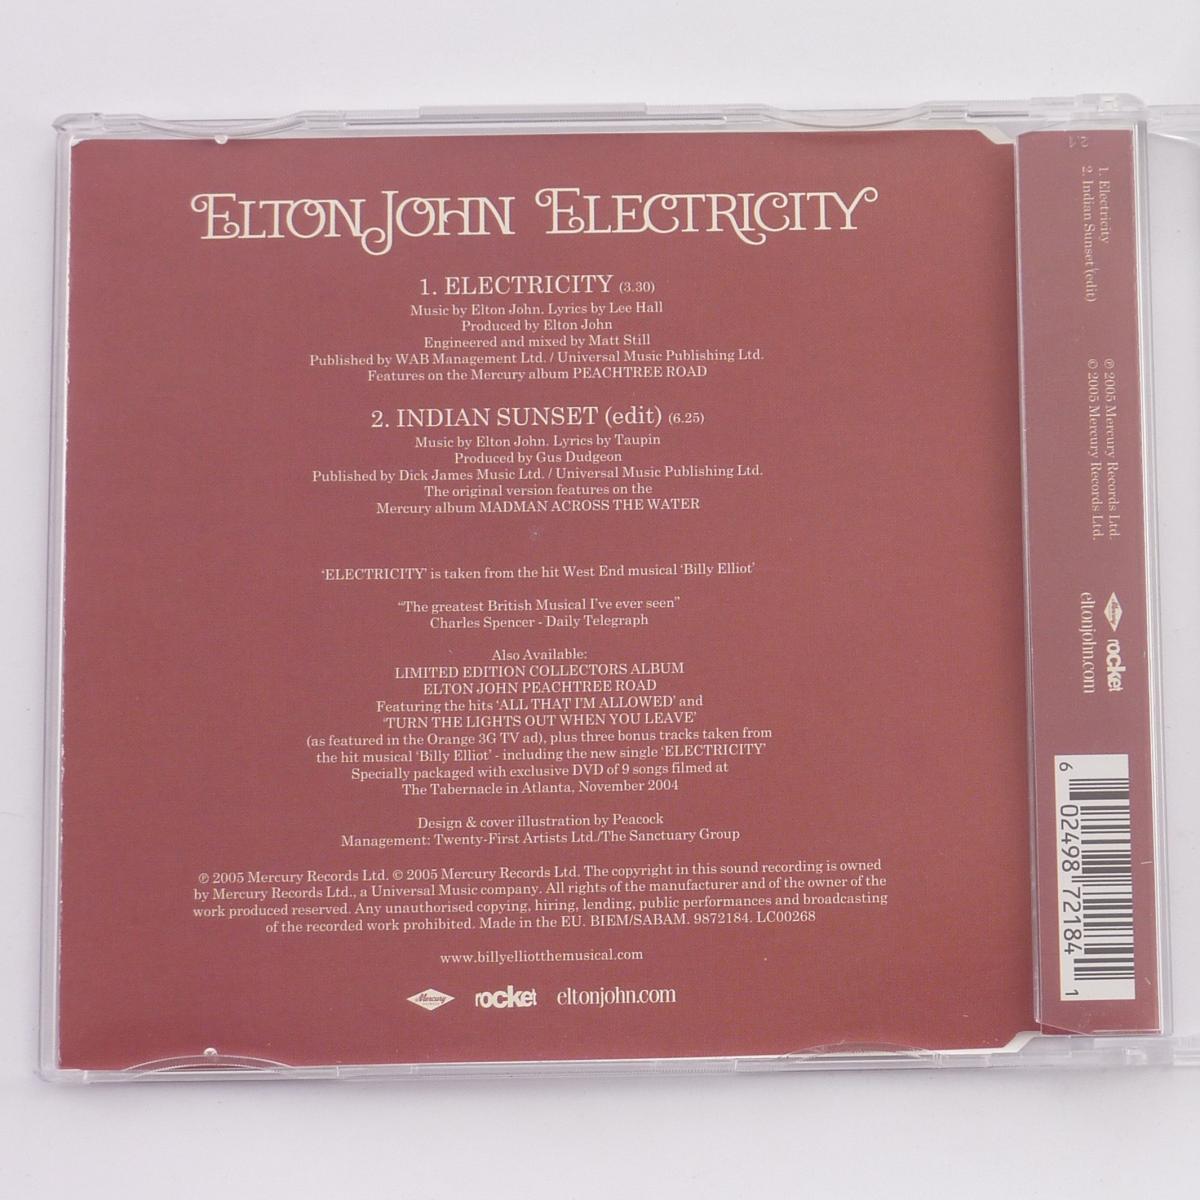 ELTON JOHN ELECTRICITY
1. ELECTRICITY (3.30)
Music by Elton John. Lyrics by Lee Hall
Produced by Elton John
Engineered and mixed by Matt Still
Published by WAB Management Ltd. / Universal Music Publishing Ltd.
Features on the Mercury album PEACHTREE ROAD
2. INDIAN SUNSET (edit) (6.25)
Music by Elton John. Lyrics by Taupin
Produced by Gus Dudgeon
Published by Dick James Music Ltd. / Universal Music Publishing Ltd.
The original version features on the
Mercury album MADMAN ACROSS THE WATER
'ELECTRICITY' is taken from the hit West End musical 'Billy Elliot'
"The greatest British Musical I've ever seen"
Charles Spencer - Daily Telegraph
Also Available:
LIMITED EDITION COLLECTORS ALBUM
ELTON JOHN PEACHTREE ROAD
Featuring the hits 'ALL THAT I'M ALLOWED' and
'TURN THE LIGHTS OUT WHEN YOU LEAVE'
(as featured in the Orange 3G TV ad), plus three bonus tracks taken from
the hit musical 'Billy Elliot' - including the new single 'ELECTRICITY'
Specially packaged with exclusive DVD of 9 songs filmed at
The Tabernacle in Atlanta, November 2004
Design & cover illustration by Peacock
Management: Twenty-First Artists Ltd./The Sanctuary Group
℗ 2005 Mercury Records Ltd. © 2005 Mercury Records Ltd. The copyright in this sound recording is owned
by Mercury Records Ltd., a Universal Music company. All rights of the manufacturer and of the owner of the
work produced reserved. Any unauthorised copying, hiring, lending, public performances and broadcasting
of the recorded work prohibited. Made in the EU. BIEM/SABAM. 9872184. LC00268
www.billyelliotthemusical.com
Mercury rocket eltonjohn.com
2.1
1. Electricity
2. Indian Sunset (edit)
℗ 2005 Mercury Records Ltd.
© 2005 Mercury Records Ltd.
Mercury rocket
eltonjohn.com
6 02498 72184 1